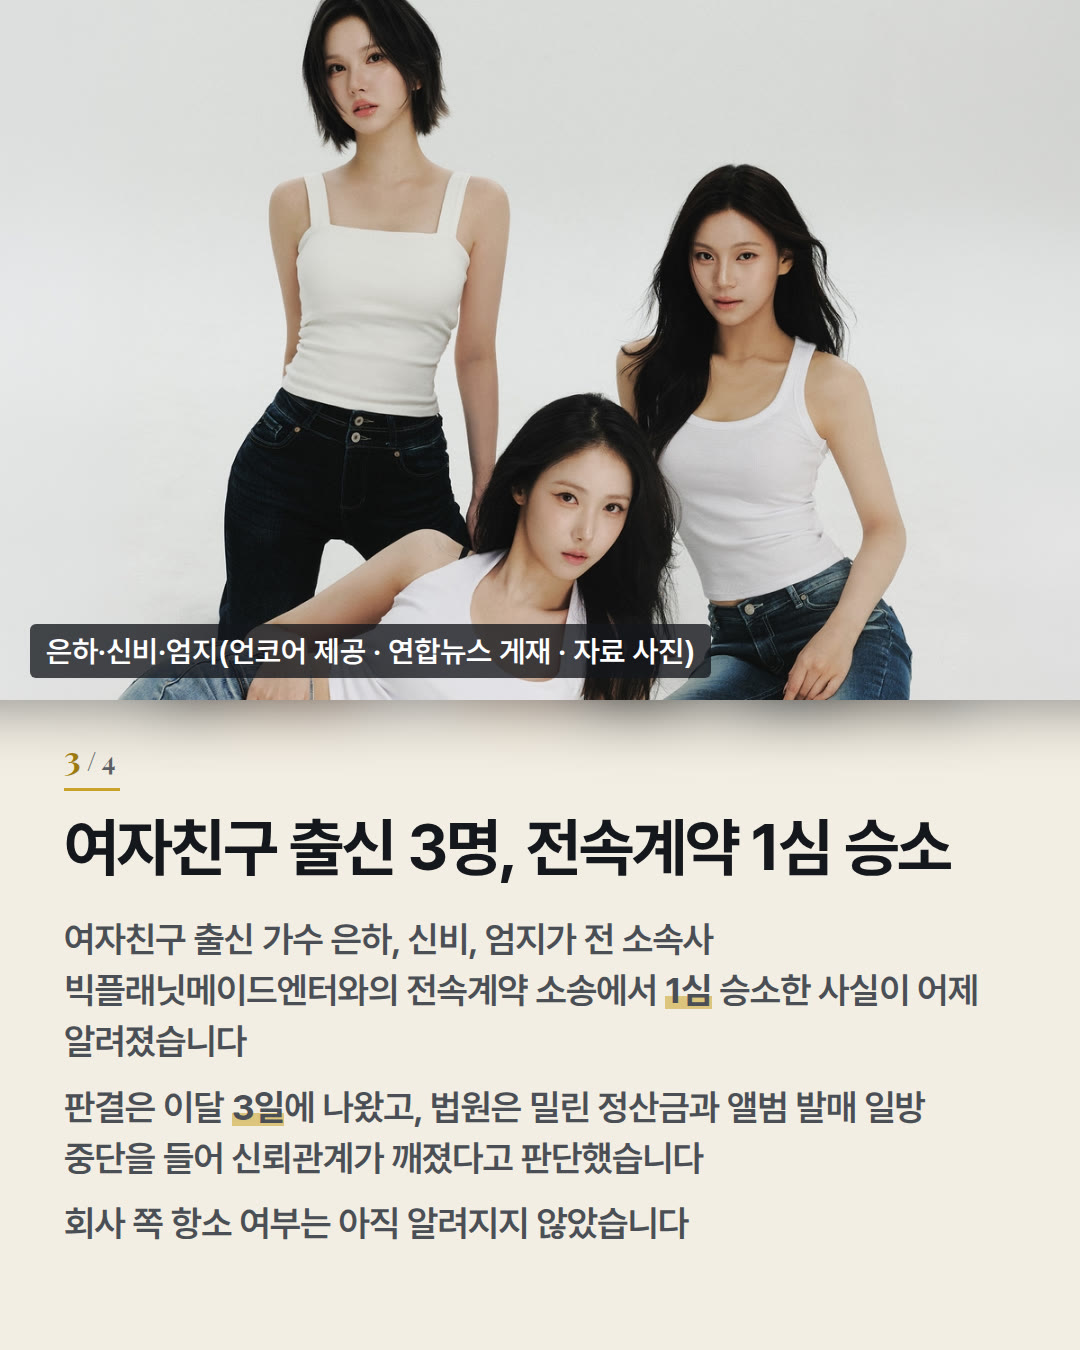 은하·신비·엄지(언코어 제공 · 연합뉴스 게재 · 자료 사진)
3 / 4
여자친구 출신 3명, 전속계약 1심 승소
여자친구 출신 가수 은하, 신비, 엄지가 전 소속사
빅플래닛메이드엔터와의 전속계약 소송에서 1심 승소한 사실이 어제
알려졌습니다
판결은 이달 3일에 나왔고, 법원은 밀린 정산금과 앨범 발매 일방
중단을 들어 신뢰관계가 깨졌다고 판단했습니다
회사 쪽 항소 여부는 아직 알려지지 않았습니다